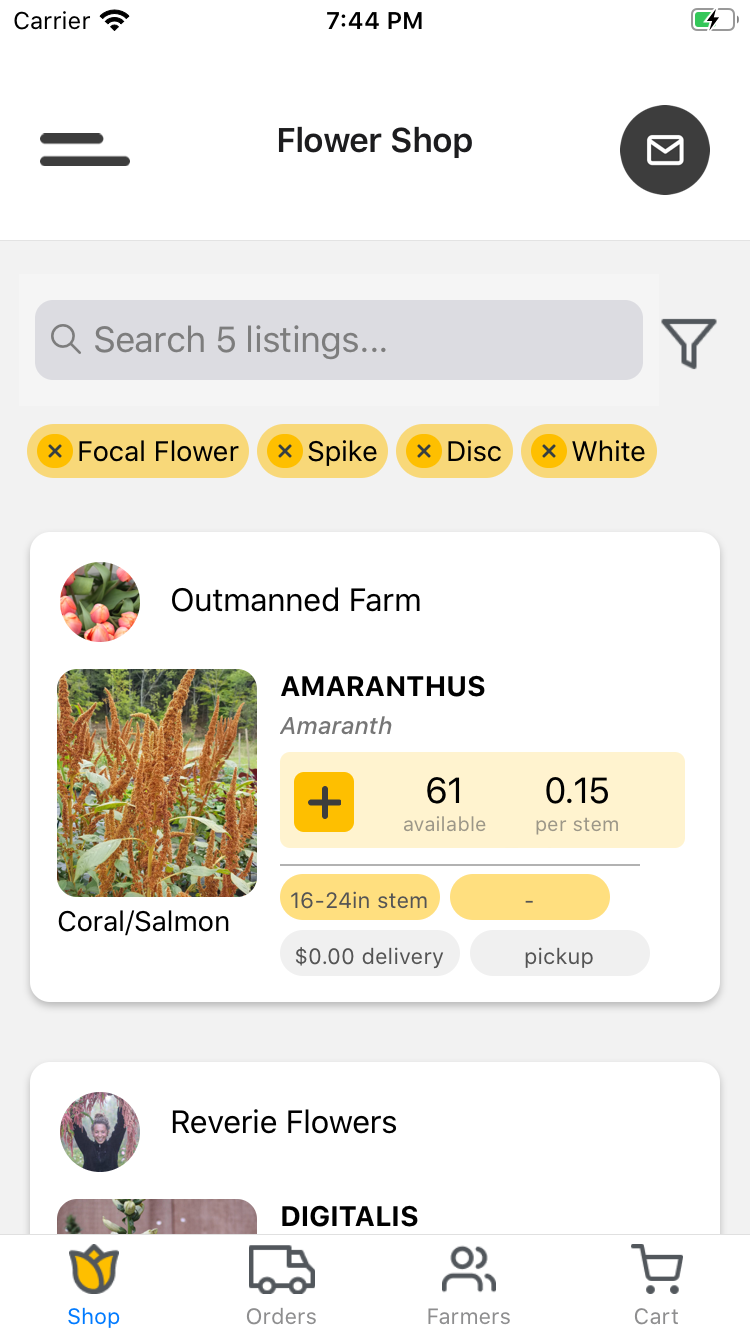 Carrier 7:44 PM
Flower Shop
Search 5 listings...
Focal Flower Spike Disc White
Outmanned Farm
AMARANTHUS
Amaranth
61 0.15
available per stem
16-24in stem -
Coral/Salmon
$0.00 delivery pickup
Reverie Flowers
DIGITALIS
Shop Orders Farmers Cart